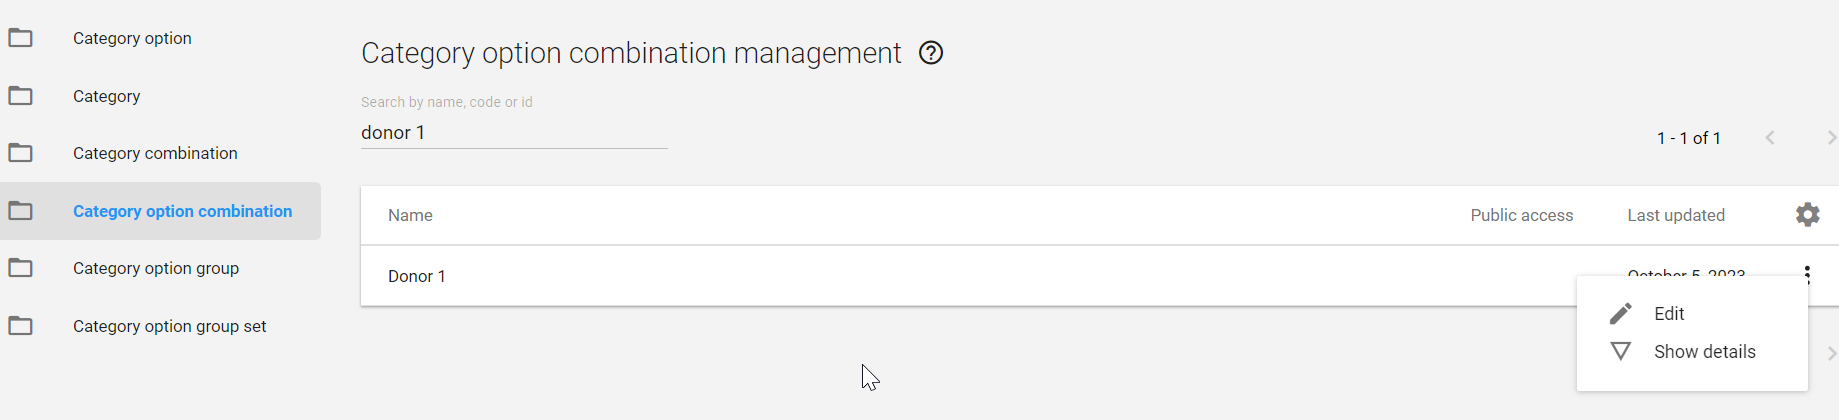 Category option
Category
Category combination
Category option combination
Category option group
Category option group set
Category option combination management
Search by name, code or id
donor 1
1 - 1 of 1
Name Public access Last updated
Donor 1 October 5, 2023
Edit
Show details